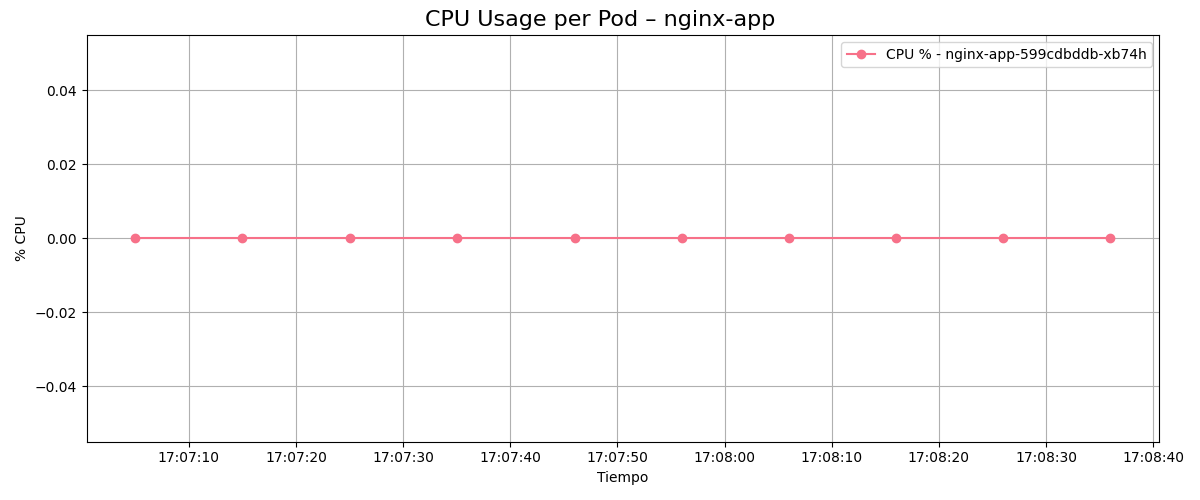 CPU Usage per Pod – nginx-app
CPU % - nginx-app-599cdbddb-xb74h
% CPU
0.04
0.02
0.00
−0.02
−0.04
17:07:10 17:07:20 17:07:30 17:07:40 17:07:50 17:08:00 17:08:10 17:08:20 17:08:30 17:08:40
Tiempo